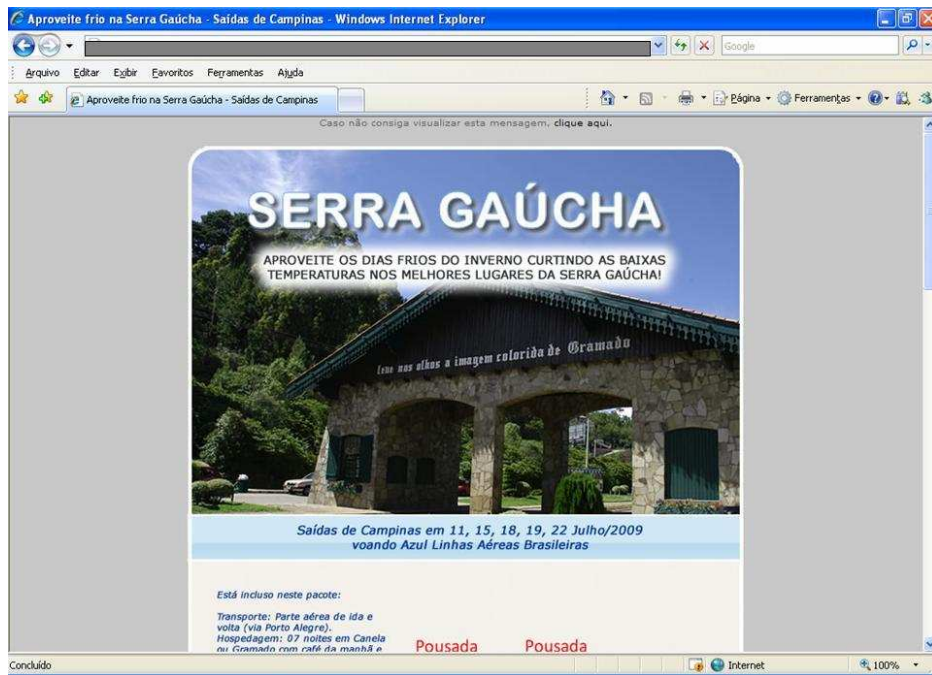 Aproveite frio na Serra Gaúcha - Saídas de Campinas - Windows Internet Explorer
Google
Arquivo Editar Exibir Favoritos Ferramentas Ajuda
Aproveite frio na Serra Gaúcha - Saídas de Campinas
Página Ferramentas
Caso não consiga visualizar esta mensagem, clique aqui.
SERRA GAÚCHA
APROVEITE OS DIAS FRIOS DO INVERNO CURTINDO AS BAIXAS
TEMPERATURAS NOS MELHORES LUGARES DA SERRA GAÚCHA!
leve nos olhos a imagem colorida de Gramado
Saídas de Campinas em 11, 15, 18, 19, 22 Julho/2009
voando Azul Linhas Aéreas Brasileiras
Está incluso neste pacote:
Transporte: Parte aérea de ida e
volta (via Porto Alegre).
Hospedagem: 07 noites em Canela
ou Gramado com café da manhã e
Pousada Pousada
Concluído
Internet
100%